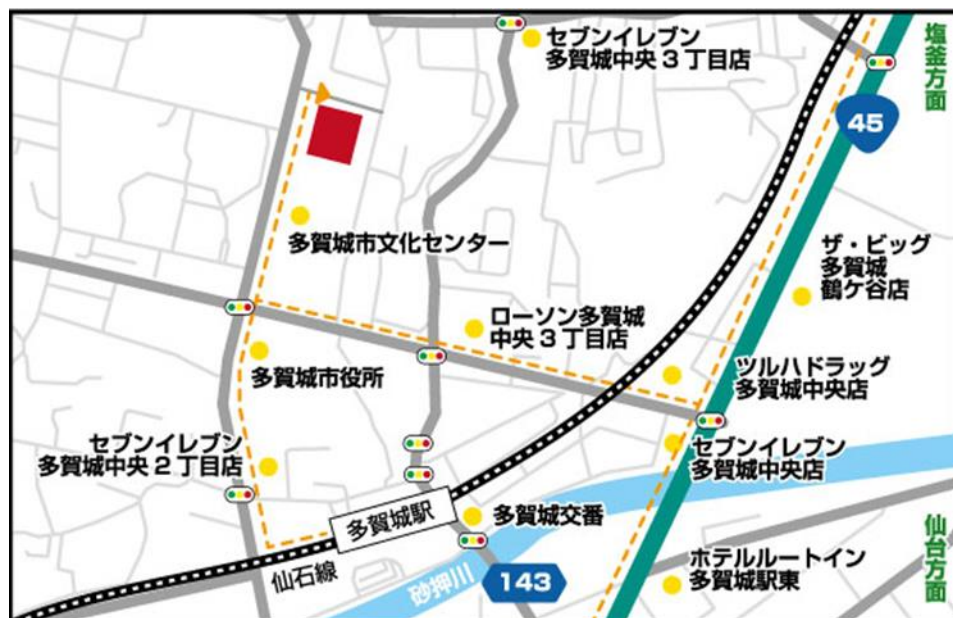 セブンイレブン
多賀城中央3丁目店
塩釜方面
45
多賀城市文化センター
ザ・ビッグ
多賀城
鶴ケ谷店
ローソン多賀城
中央3丁目店
多賀城市役所
ツルハドラッグ
多賀城中央店
セブンイレブン
多賀城中央2丁目店
セブンイレブン
多賀城中央店
多賀城駅
多賀城交番
仙石線
砂押川
143
ホテルルートイン
多賀城駅東
仙台方面